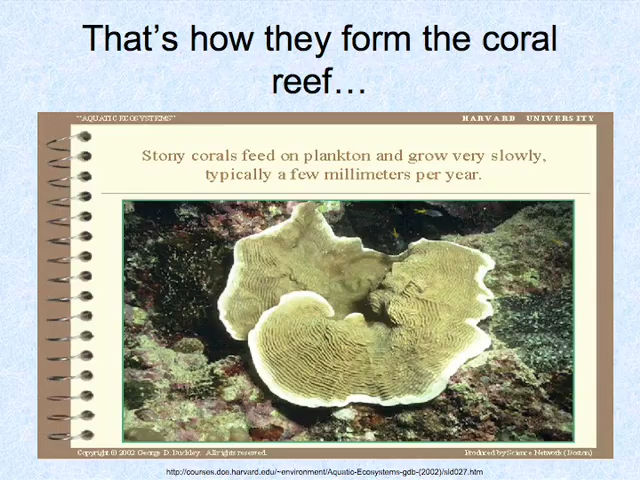 That's how they form the coral
reef…
"AQUATIC ECOSYSTEMS"
HARVARD UNIVERSITY
Stony corals feed on plankton and grow very slowly,
typically a few millimeters per year.
Copyright © 2002 George D. Buckley. All rights reserved.
Produced by Science Network (Boston)
http://courses.dce.harvard.edu/~environment/Aquatic-Ecosystems-gdb-(2002)/sld027.htm